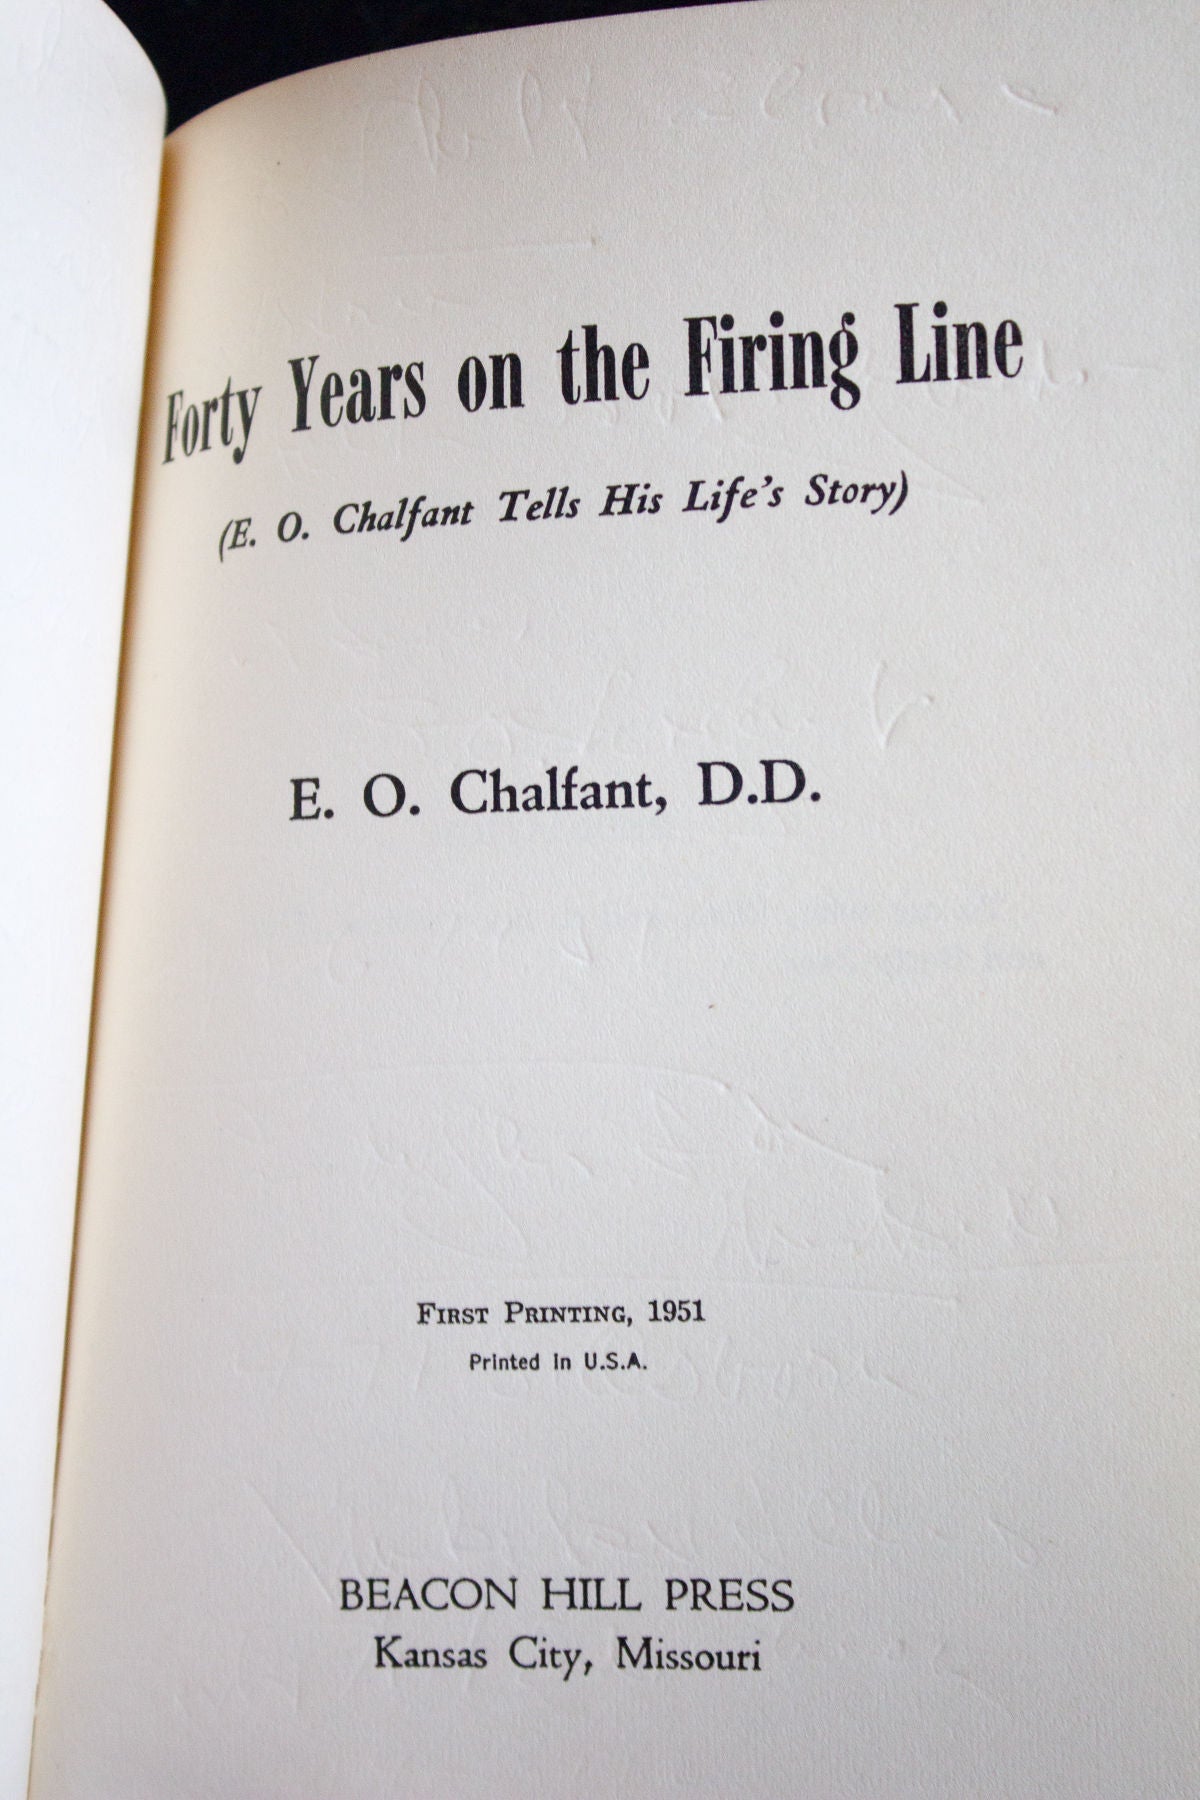 Forty Years on the Firing Line
(E. O. Chalfant Tells His Life's Story)
E. O. Chalfant, D.D.
First Printing, 1951
Printed in U.S.A.
BEACON HILL PRESS
Kansas City, Missouri